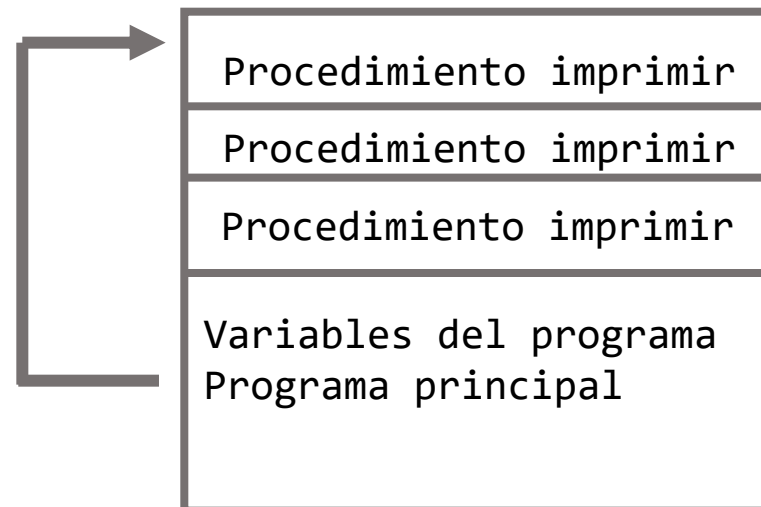 Procedimiento imprimir
Procedimiento imprimir
Procedimiento imprimir
Variables del programa
Programa principal